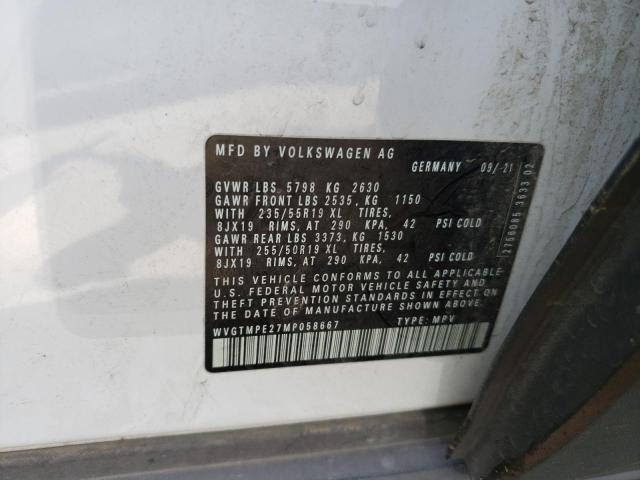 MFD BY VOLKSWAGEN AG
GERMANY 09/-21
GVWR LBS 5798 KG 2630
GAWR FRONT LBS 2535, KG 1150
WITH 235/55R19 XL TIRES,
8JX19 RIMS, AT 290 KPA, 42 PSI COLD
GAWR REAR LBS 3373, KG 1530
WITH 255/50R19 XL TIRES,
8JX19 RIMS, AT 290 KPA, 42 PSI COLD
THIS VEHICLE CONFORMS TO ALL APPLICABLE
U.S. FEDERAL MOTOR VEHICLE SAFETY AND
THEFT PREVENTION STANDARDS IN EFFECT ON
THE DATE OF MANUFACTURE SHOWN ABOVE.
WVGTMPE27MP058667 TYPE: MPV
2756085 3633 02